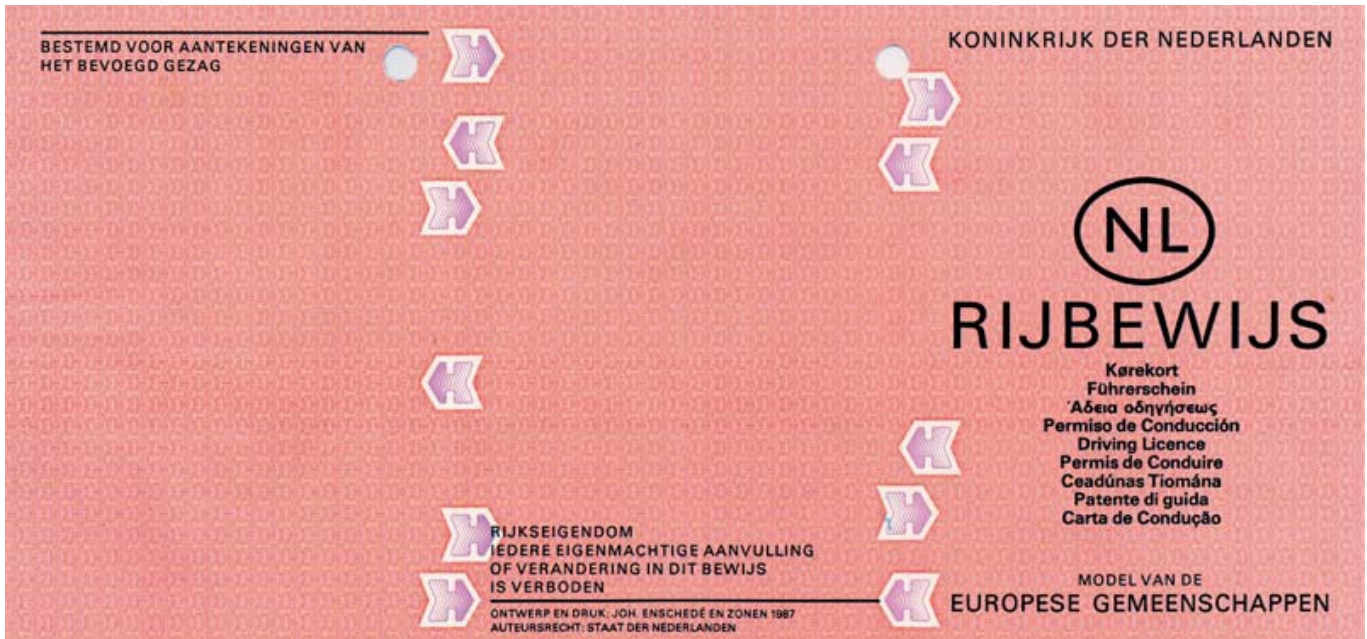 BESTEMD VOOR AANTEKENINGEN VAN
HET BEVOEGD GEZAG
RIJKSEIGENDOM
IEDERE EIGENMACHTIGE AANVULLING
OF VERANDERING IN DIT BEWIJS
IS VERBODEN
ONTWERP EN DRUK: JOH. ENSCHEDÉ EN ZONEN 1987
AUTEURSRECHT: STAAT DER NEDERLANDEN
KONINKRIJK DER NEDERLANDEN
NL
RIJBEWIJS
Kørekort
Führerschein
Άδεια οδηγήσεως
Permiso de Conducción
Driving Licence
Permis de Conduire
Ceadúnas Tiomána
Patente di guida
Carta de Condução
MODEL VAN DE
EUROPESE GEMEENSCHAPPEN